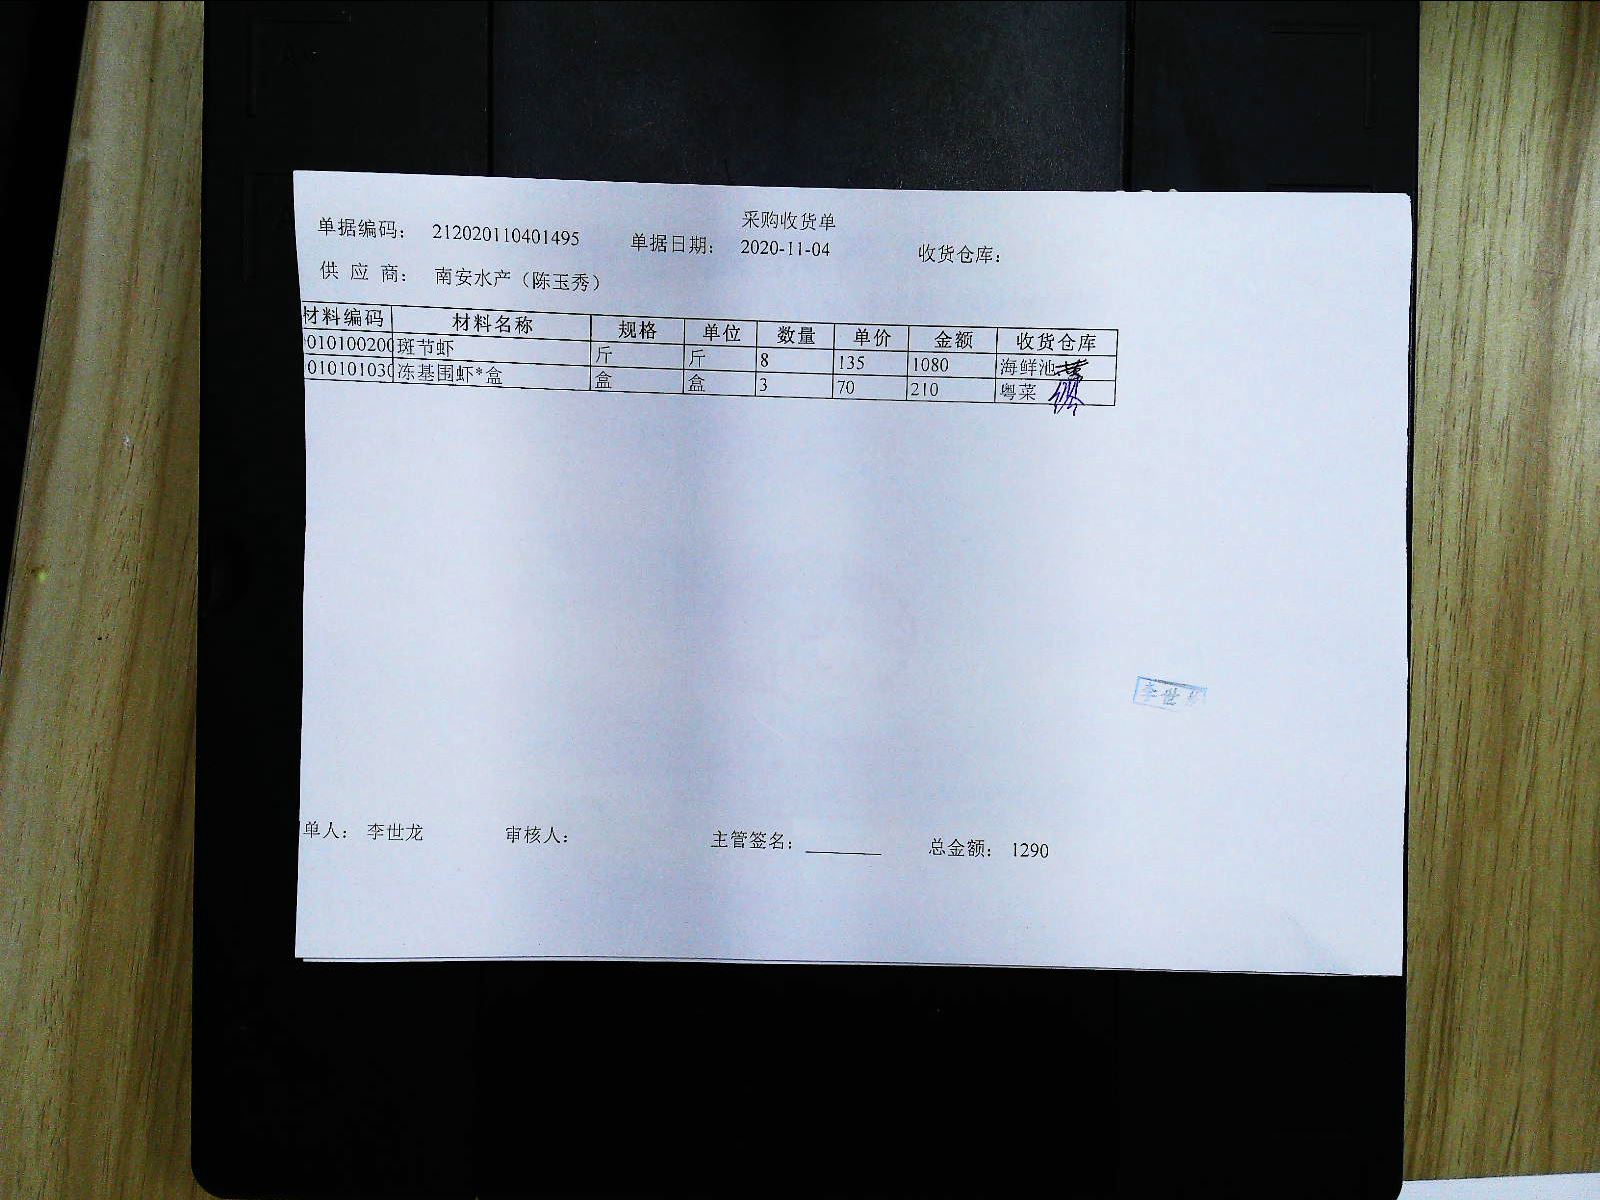 采购收货单
单据编码： 212020110401495 单据日期： 2020-11-04 收货仓库：
供 应 商： 南安水产（陈玉秀）
材料编码 材料名称 规格 单位 数量 单价 金额 收货仓库
010100200 斑节虾 斤 斤 8 135 1080 海鲜池
010101030 冻基围虾*盒 盒 盒 3 70 210 粤菜
李世
单人： 李世龙 审核人： 主管签名： 总金额： 1290